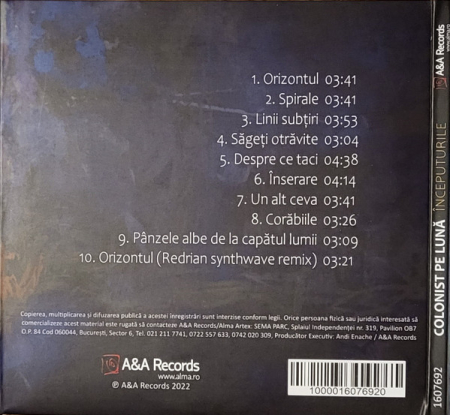 1. Orizontul 03:41
2. Spirale 03:41
3. Linii subțiri 03:53
4. Săgeți otrăvite 03:04
5. Despre ce taci 04:38
6. Înserare 04:14
7. Un alt ceva 03:41
8. Corăbiile 03:26
9. Pânzele albe de la capătul lumii 03:09
10. Orizontul (Redrian synthwave remix) 03:21
Copierea, multiplicarea și difuzarea publică a acestei înregistrări sunt interzise conform legii. Orice persoana fizică sau juridică interesată să
comercializeze acest material este rugată să contacteze A&A Records/Alma Artex: SEMA PARC, Splaiul Independenței nr. 319, Pavilion OB7
O.P. 84 Cod 060044, București, Sector 6, Tel: 021 211 7741, 0722 557 633, 0742 020 309; Producător Executiv: Andi Enache / A&A Records
A&A Records
www.alma.ro
℗ A&A Records 2022
1000016076920
1607692 COLONIST PE LUNĂ ÎNCEPUTURILE A&A Records
www.alma.ro